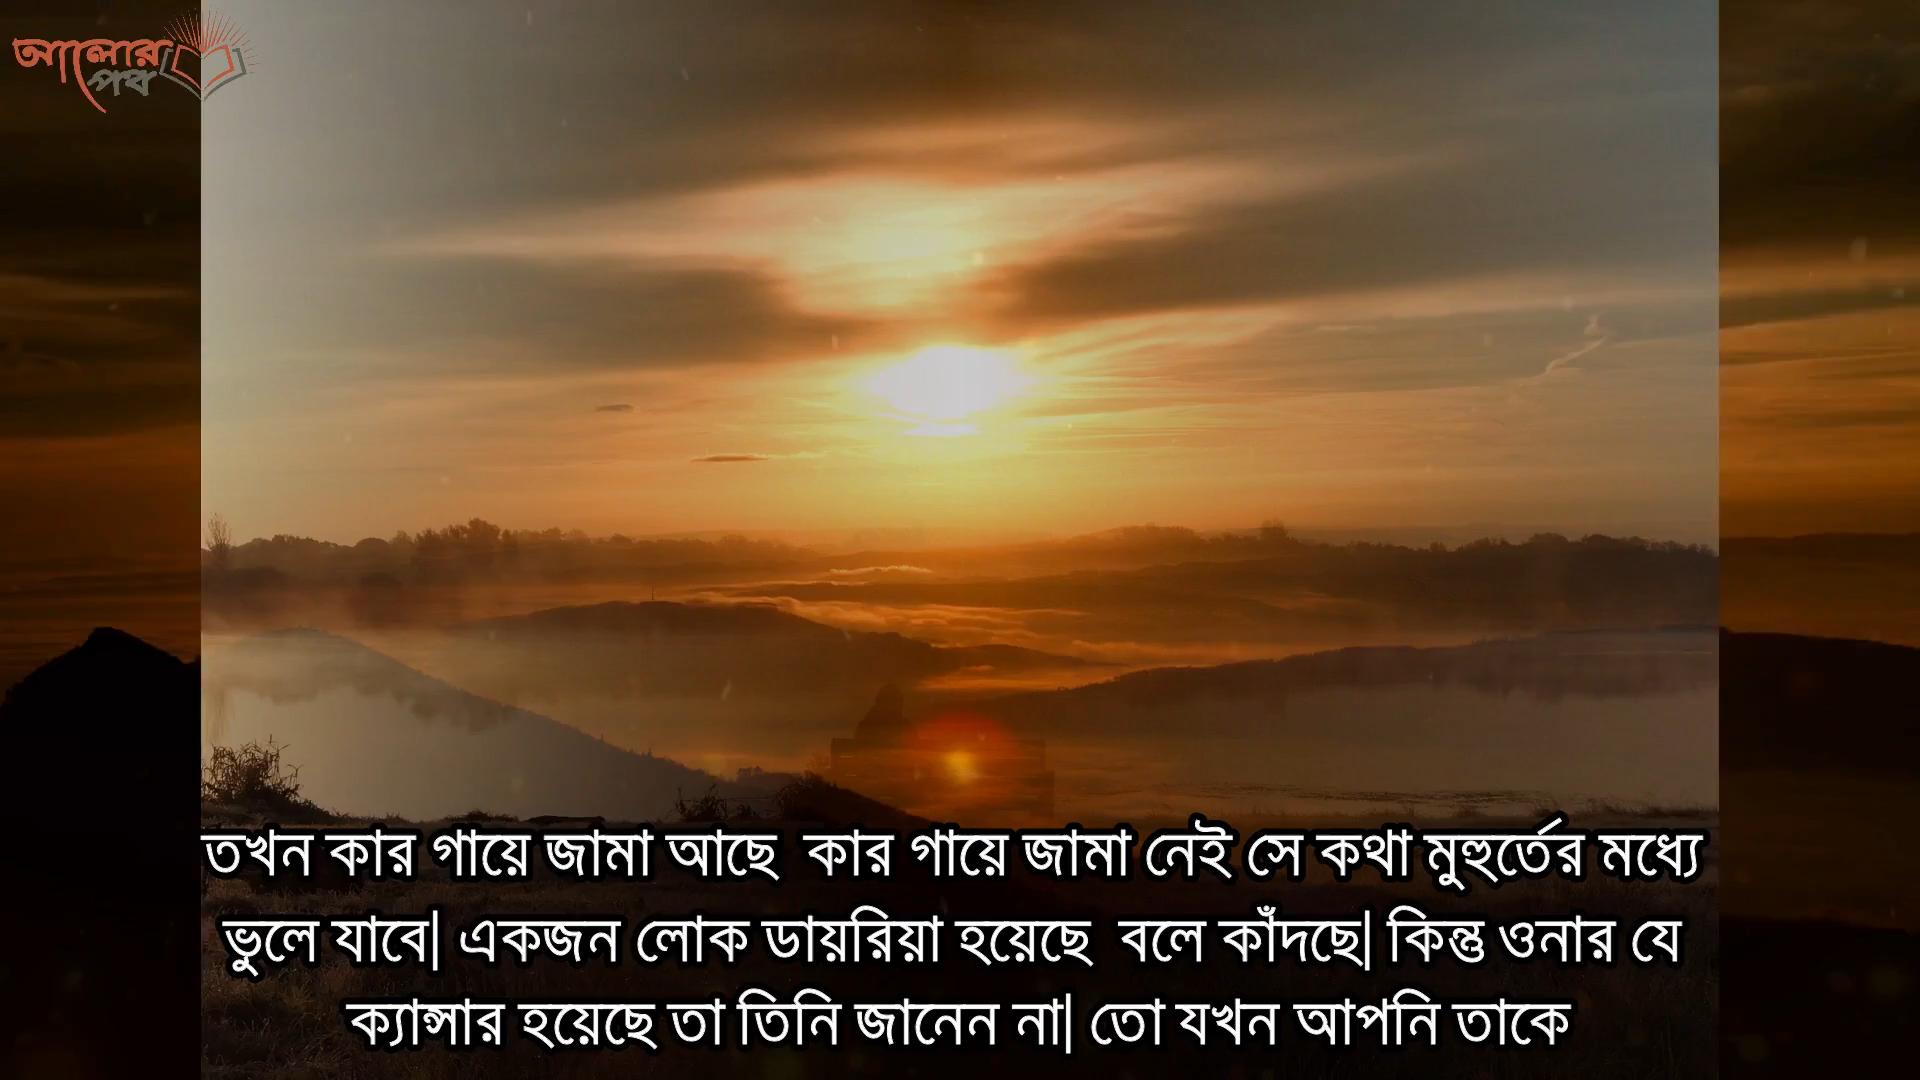 আলোর
পথ
তখন কার গায়ে জামা আছে  কার গায়ে জামা নেই সে কথা মুহুর্তের মধ্যে
ভুলে যাবে| একজন লোক ডায়রিয়া হয়েছে  বলে কাঁদছে| কিন্তু ওনার যে
ক্যান্সার হয়েছে তা তিনি জানেন না| তো যখন আপনি তাকে